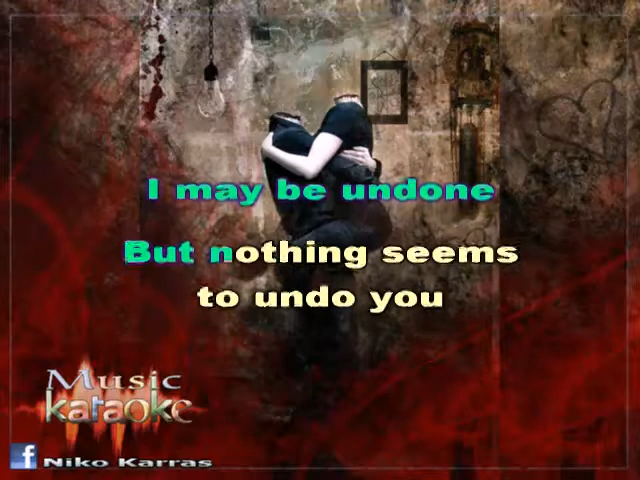 I may be undone
But nothing seems
to undo you
Music
karaoke
f Niko Karras